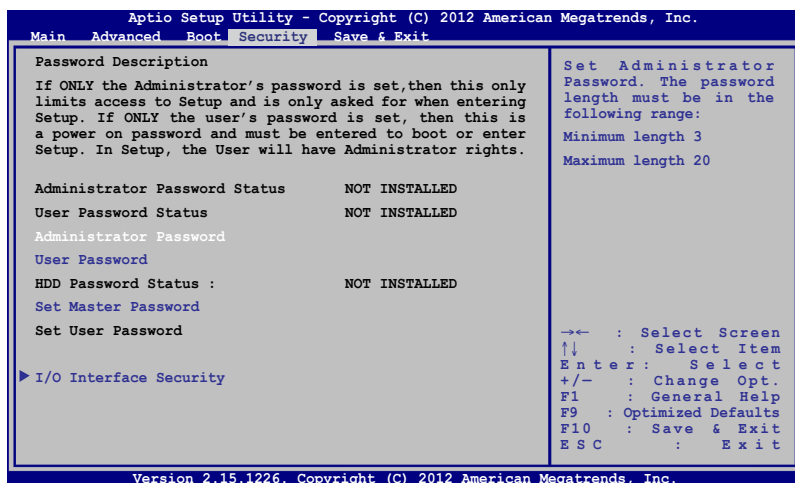 Aptio Setup Utility - Copyright (C) 2012 American Megatrends, Inc.
Main Advanced Boot Security Save & Exit
Password Description
If ONLY the Administrator's password is set,then this only
limits access to Setup and is only asked for when entering
Setup. If ONLY the user's password is set, then this is
a power on password and must be entered to boot or enter
Setup. In Setup, the User will have Administrator rights.
Administrator Password Status NOT INSTALLED
User Password Status NOT INSTALLED
Administrator Password
User Password
HDD Password Status : NOT INSTALLED
Set Master Password
Set User Password
I/O Interface Security
Set Administrator
Password. The password
length must be in the
following range:
Minimum length 3
Maximum length 20
→← : Select Screen
↑↓ : Select Item
Enter: Select
+/— : Change Opt.
F1 : General Help
F9 : Optimized Defaults
F10 : Save & Exit
ESC : Exit
Version 2.15.1226. Copyright (C) 2012 American Megatrends, Inc.